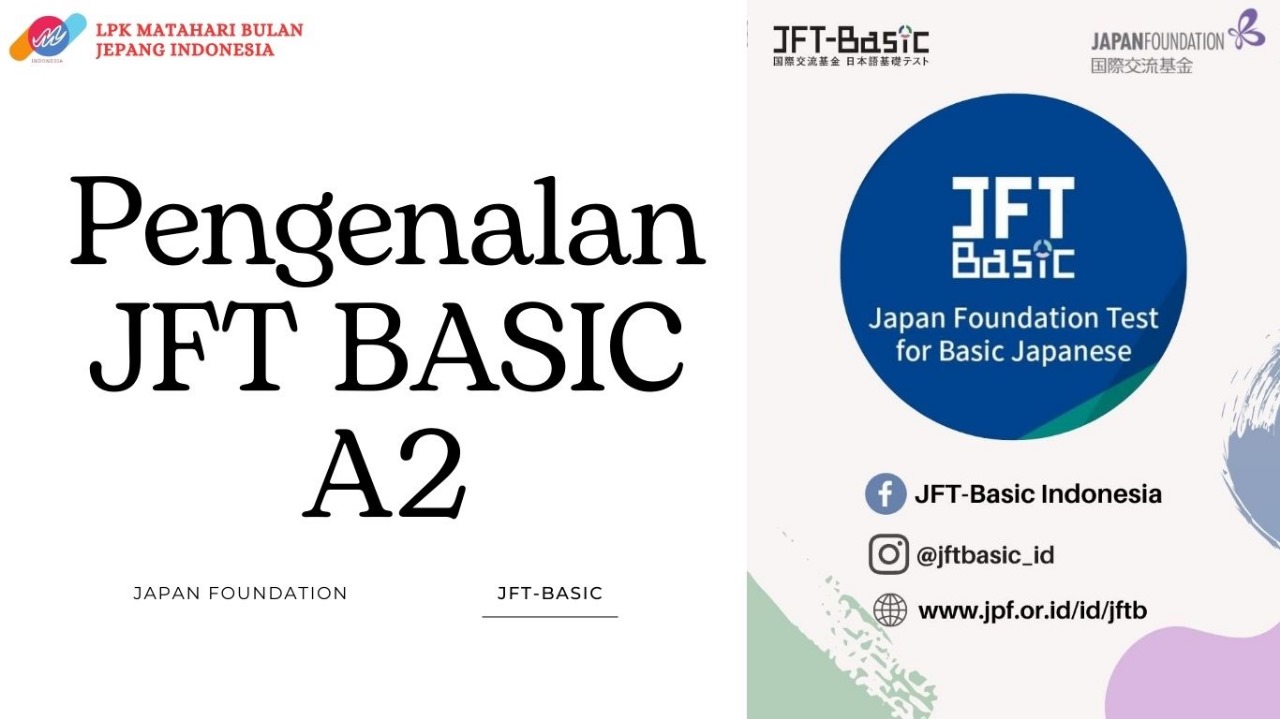 LPK MATAHARI BULAN
JEPANG INDONESIA
INDONESIA
Pengenalan
JFT BASIC
A2
JAPAN FOUNDATION
JFT-BASIC
JFT-Basic
国際交流基金 日本語基礎テスト
JAPANFOUNDATION
国際交流基金
JFT
Basic
Japan Foundation Test
for Basic Japanese
JFT-Basic Indonesia
@jftbasic_id
www.jpf.or.id/id/jftb